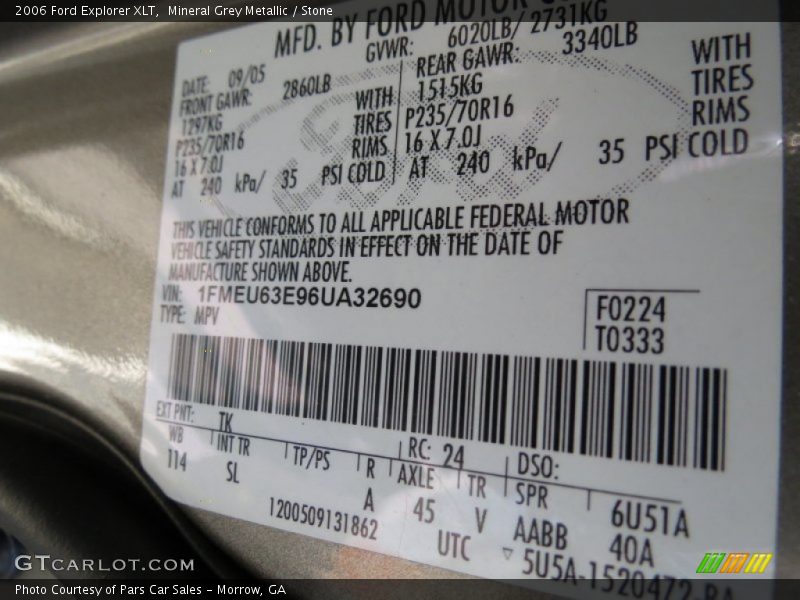 2006 Ford Explorer XLT, Mineral Grey Metallic / Stone
MFD. BY FORD MOTOR
DATE: 09/05 GVWR: 6020LB/ 2731KG
FRONT GAWR: 2860LB REAR GAWR: 3340LB
1297KG WITH 1515KG WITH
P235/70R16 TIRES P235/70R16 TIRES
16 X 7.0J RIMS 16 X 7.0J RIMS
AT 240 kPa/ 35 PSI COLD AT 240 kPa/ 35 PSI COLD
THIS VEHICLE CONFORMS TO ALL APPLICABLE FEDERAL MOTOR
VEHICLE SAFETY STANDARDS IN EFFECT ON THE DATE OF
MANUFACTURE SHOWN ABOVE.
VIN: 1FMEU63E96UA32690
TYPE: MPV
F0224
T0333
EXT PNT: TK RC: 24 DSO:
WB INT TR TP/PS R AXLE TR SPR 6U51A
114 SL A 45 V AABB 40A
1200509131862 UTC ▽ 5U5A-1520472-
GTCARLOT.COM
Photo Courtesy of Pars Car Sales - Morrow, GA